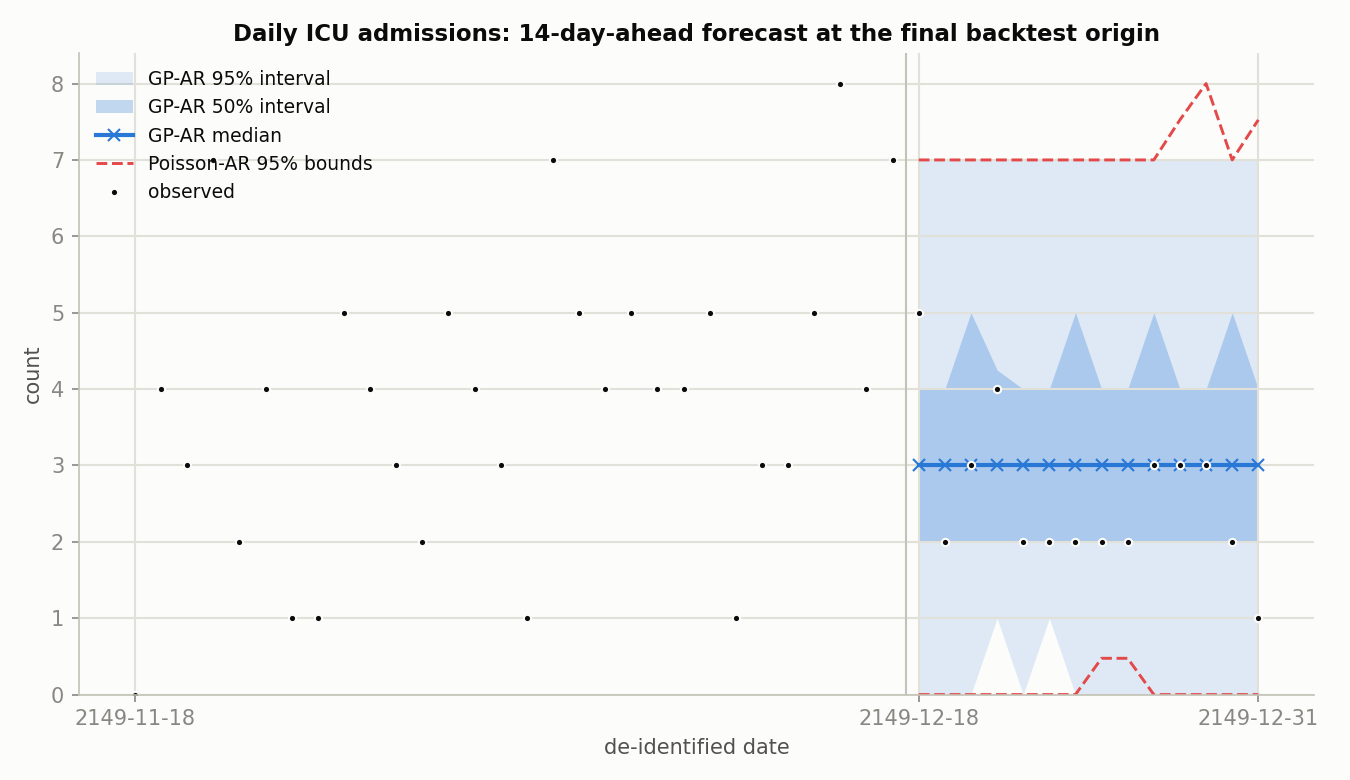 Daily ICU admissions: 14-day-ahead forecast at the final backtest origin
GP-AR 95% interval
GP-AR 50% interval
GP-AR median
Poisson-AR 95% bounds
observed
8
7
6
5
4
3
2
1
0
count
2149-11-18
2149-12-18
2149-12-31
de-identified date